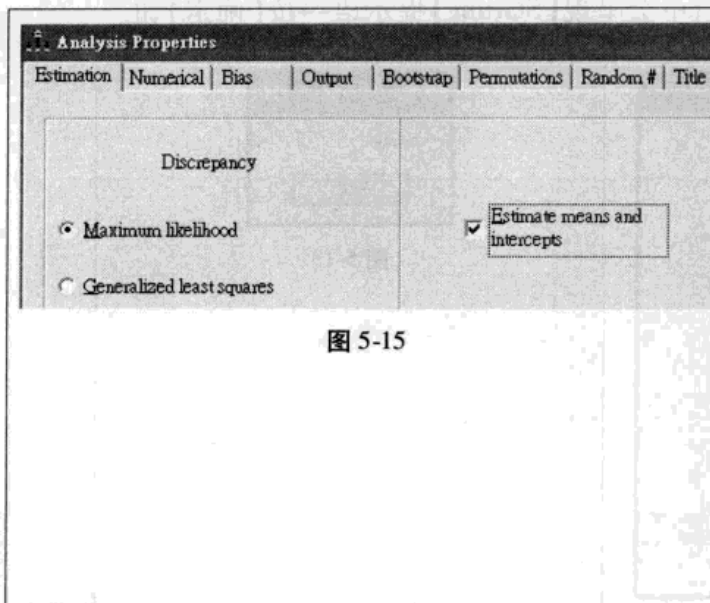 Analysis Properties
Estimation Numerical Bias Output Bootstrap Permutations Random # Title
Discrepancy
Maximum likelihood
Estimate means and
intercepts
Generalized least squares
图 5-15